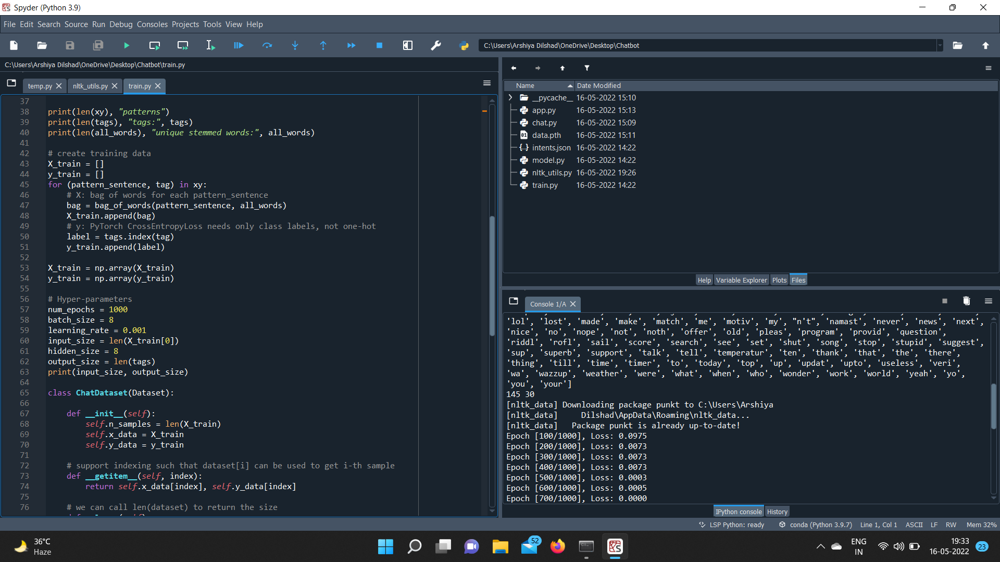 Spyder (Python 3.9)
File Edit Search Source Run Debug Consoles Projects Tools View Help
C:\Users\Arshiya Dilshad\OneDrive\Desktop\Chatbot
C:\Users\Arshiya Dilshad\OneDrive\Desktop\Chatbot\train.py
temp.py nltk_utils.py train.py
37
38 print(len(xy), "patterns")
39 print(len(tags), "tags:", tags)
40 print(len(all_words), "unique stemmed words:", all_words)
41
42 # create training data
43 X_train = []
44 y_train = []
45 for (pattern_sentence, tag) in xy:
46 # X: bag of words for each pattern_sentence
47 bag = bag_of_words(pattern_sentence, all_words)
48 X_train.append(bag)
49 # y: PyTorch CrossEntropyLoss needs only class labels, not one-hot
50 label = tags.index(tag)
51 y_train.append(label)
52
53 X_train = np.array(X_train)
54 y_train = np.array(y_train)
55
56 # Hyper-parameters
57 num_epochs = 1000
58 batch_size = 8
59 learning_rate = 0.001
60 input_size = len(X_train[0])
61 hidden_size = 8
62 output_size = len(tags)
63 print(input_size, output_size)
64
65 class ChatDataset(Dataset):
66
67 def __init__(self):
68 self.n_samples = len(X_train)
69 self.x_data = X_train
70 self.y_data = y_train
71
72 # support indexing such that dataset[i] can be used to get i-th sample
73 def __getitem__(self, index):
74 return self.x_data[index], self.y_data[index]
75
76 # we can call len(dataset) to return the size
Name Date Modified
__pycache__ 16-05-2022 15:10
app.py 16-05-2022 15:13
chat.py 16-05-2022 15:09
data.pth 16-05-2022 15:11
intents.json 16-05-2022 14:22
model.py 16-05-2022 14:22
nltk_utils.py 16-05-2022 19:26
train.py 16-05-2022 14:22
Help Variable Explorer Plots Files
Console 1/A
'lol', 'lost', 'made', 'make', 'match', 'me', 'motiv', 'my', "n't", 'namast', 'never', 'news', 'next',
'nice', 'no', 'nope', 'not', 'noth', 'offer', 'old', 'pleas', 'program', 'provid', 'question',
'riddl', 'rofl', 'sail', 'score', 'search', 'see', 'set', 'shut', 'song', 'stop', 'stupid', 'suggest',
'sup', 'superb', 'support', 'talk', 'tell', 'temperatur', 'ten', 'thank', 'that', 'the', 'there',
'thing', 'till', 'time', 'timer', 'to', 'today', 'top', 'up', 'updat', 'upto', 'useless', 'veri',
'wa', 'wazzup', 'weather', 'were', 'what', 'when', 'who', 'wonder', 'work', 'world', 'yeah', 'yo',
'you', 'your']
145 30
[nltk_data] Downloading package punkt to C:\Users\Arshiya
[nltk_data] Dilshad\AppData\Roaming\nltk_data...
[nltk_data] Package punkt is already up-to-date!
Epoch [100/1000], Loss: 0.0975
Epoch [200/1000], Loss: 0.0073
Epoch [300/1000], Loss: 0.0073
Epoch [400/1000], Loss: 0.0073
Epoch [500/1000], Loss: 0.0003
Epoch [600/1000], Loss: 0.0005
Epoch [700/1000], Loss: 0.0000
IPython console History
LSP Python: ready conda (Python 3.9.7) Line 1, Col 1 ASCII LF RW Mem 32%
36°C
Haze
52
ENG
IN
19:33
16-05-2022
23